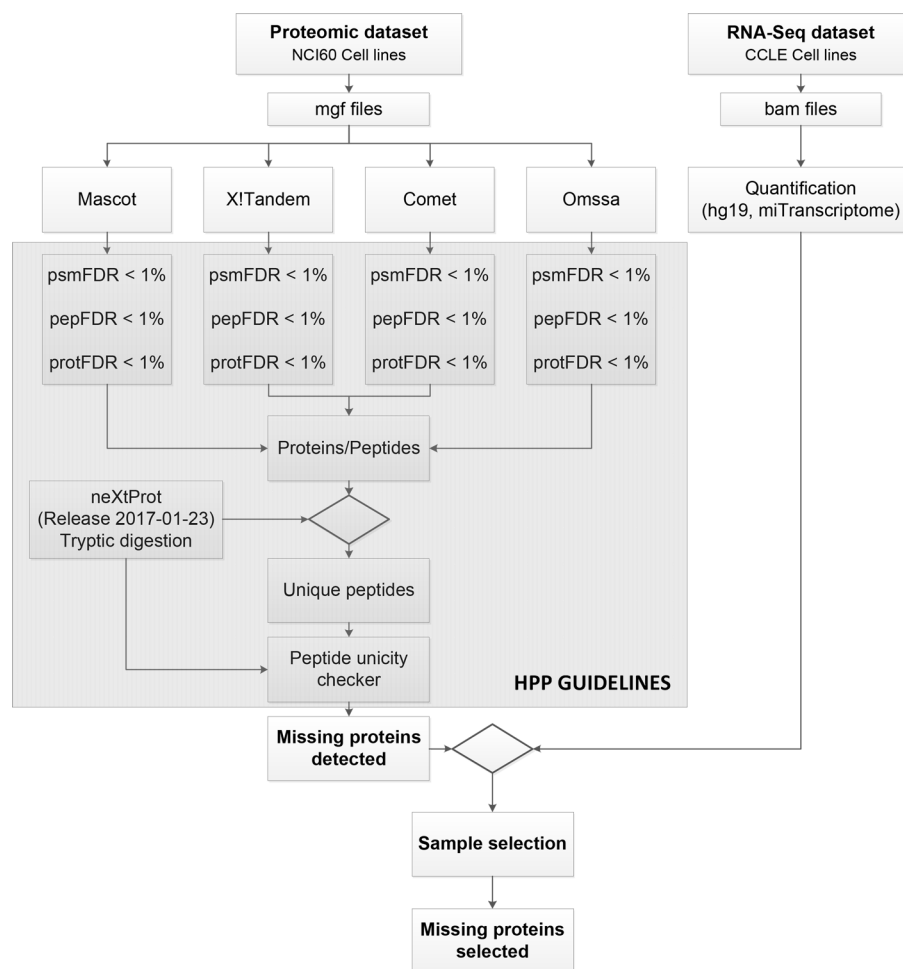 Proteomic dataset
NCI60 Cell lines
RNA-Seq dataset
CCLE Cell lines
mgf files
bam files
Mascot
X!Tandem
Comet
Omssa
Quantification
(hg19, miTranscriptome)
psmFDR < 1%
pepFDR < 1%
protFDR < 1%
psmFDR < 1%
pepFDR < 1%
protFDR < 1%
psmFDR < 1%
pepFDR < 1%
protFDR < 1%
psmFDR < 1%
pepFDR < 1%
protFDR < 1%
Proteins/Peptides
neXtProt
(Release 2017-01-23)
Tryptic digestion
Unique peptides
Peptide unicity
checker
HPP GUIDELINES
Missing proteins
detected
Sample selection
Missing proteins
selected